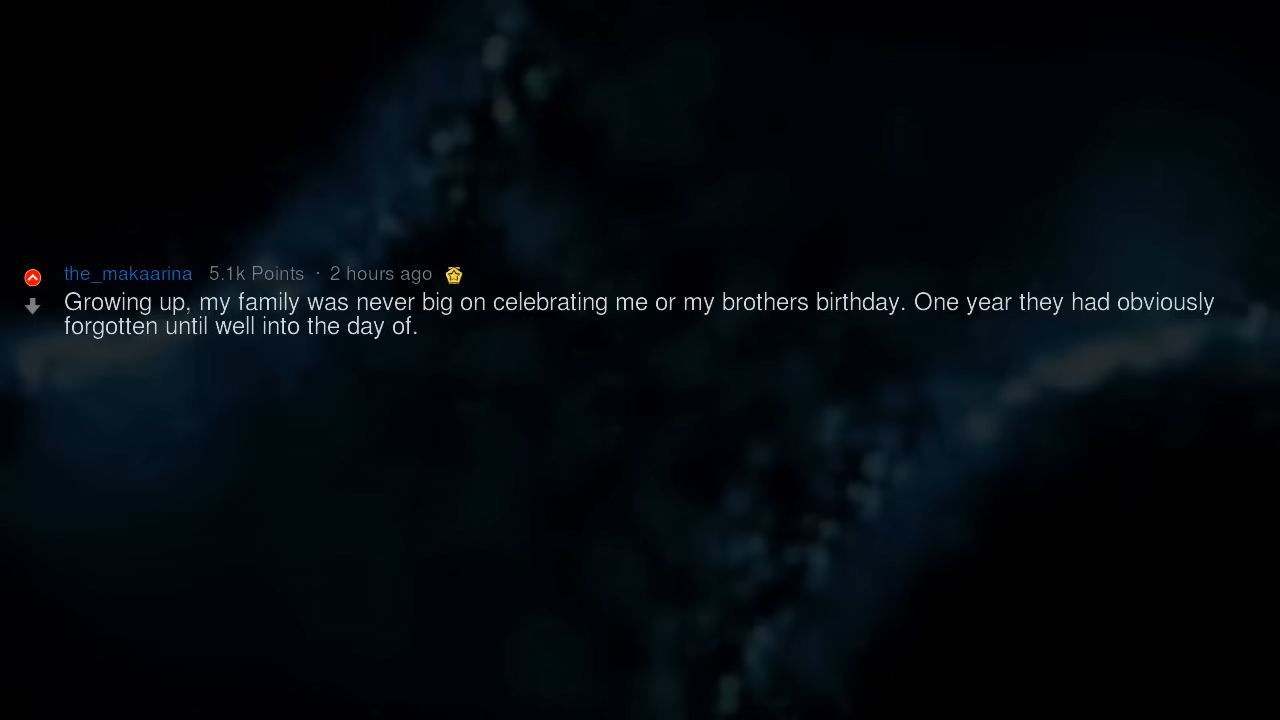 the_makaarina 5.1k Points · 2 hours ago
Growing up, my family was never big on celebrating me or my brothers birthday. One year they had obviously
forgotten until well into the day of.